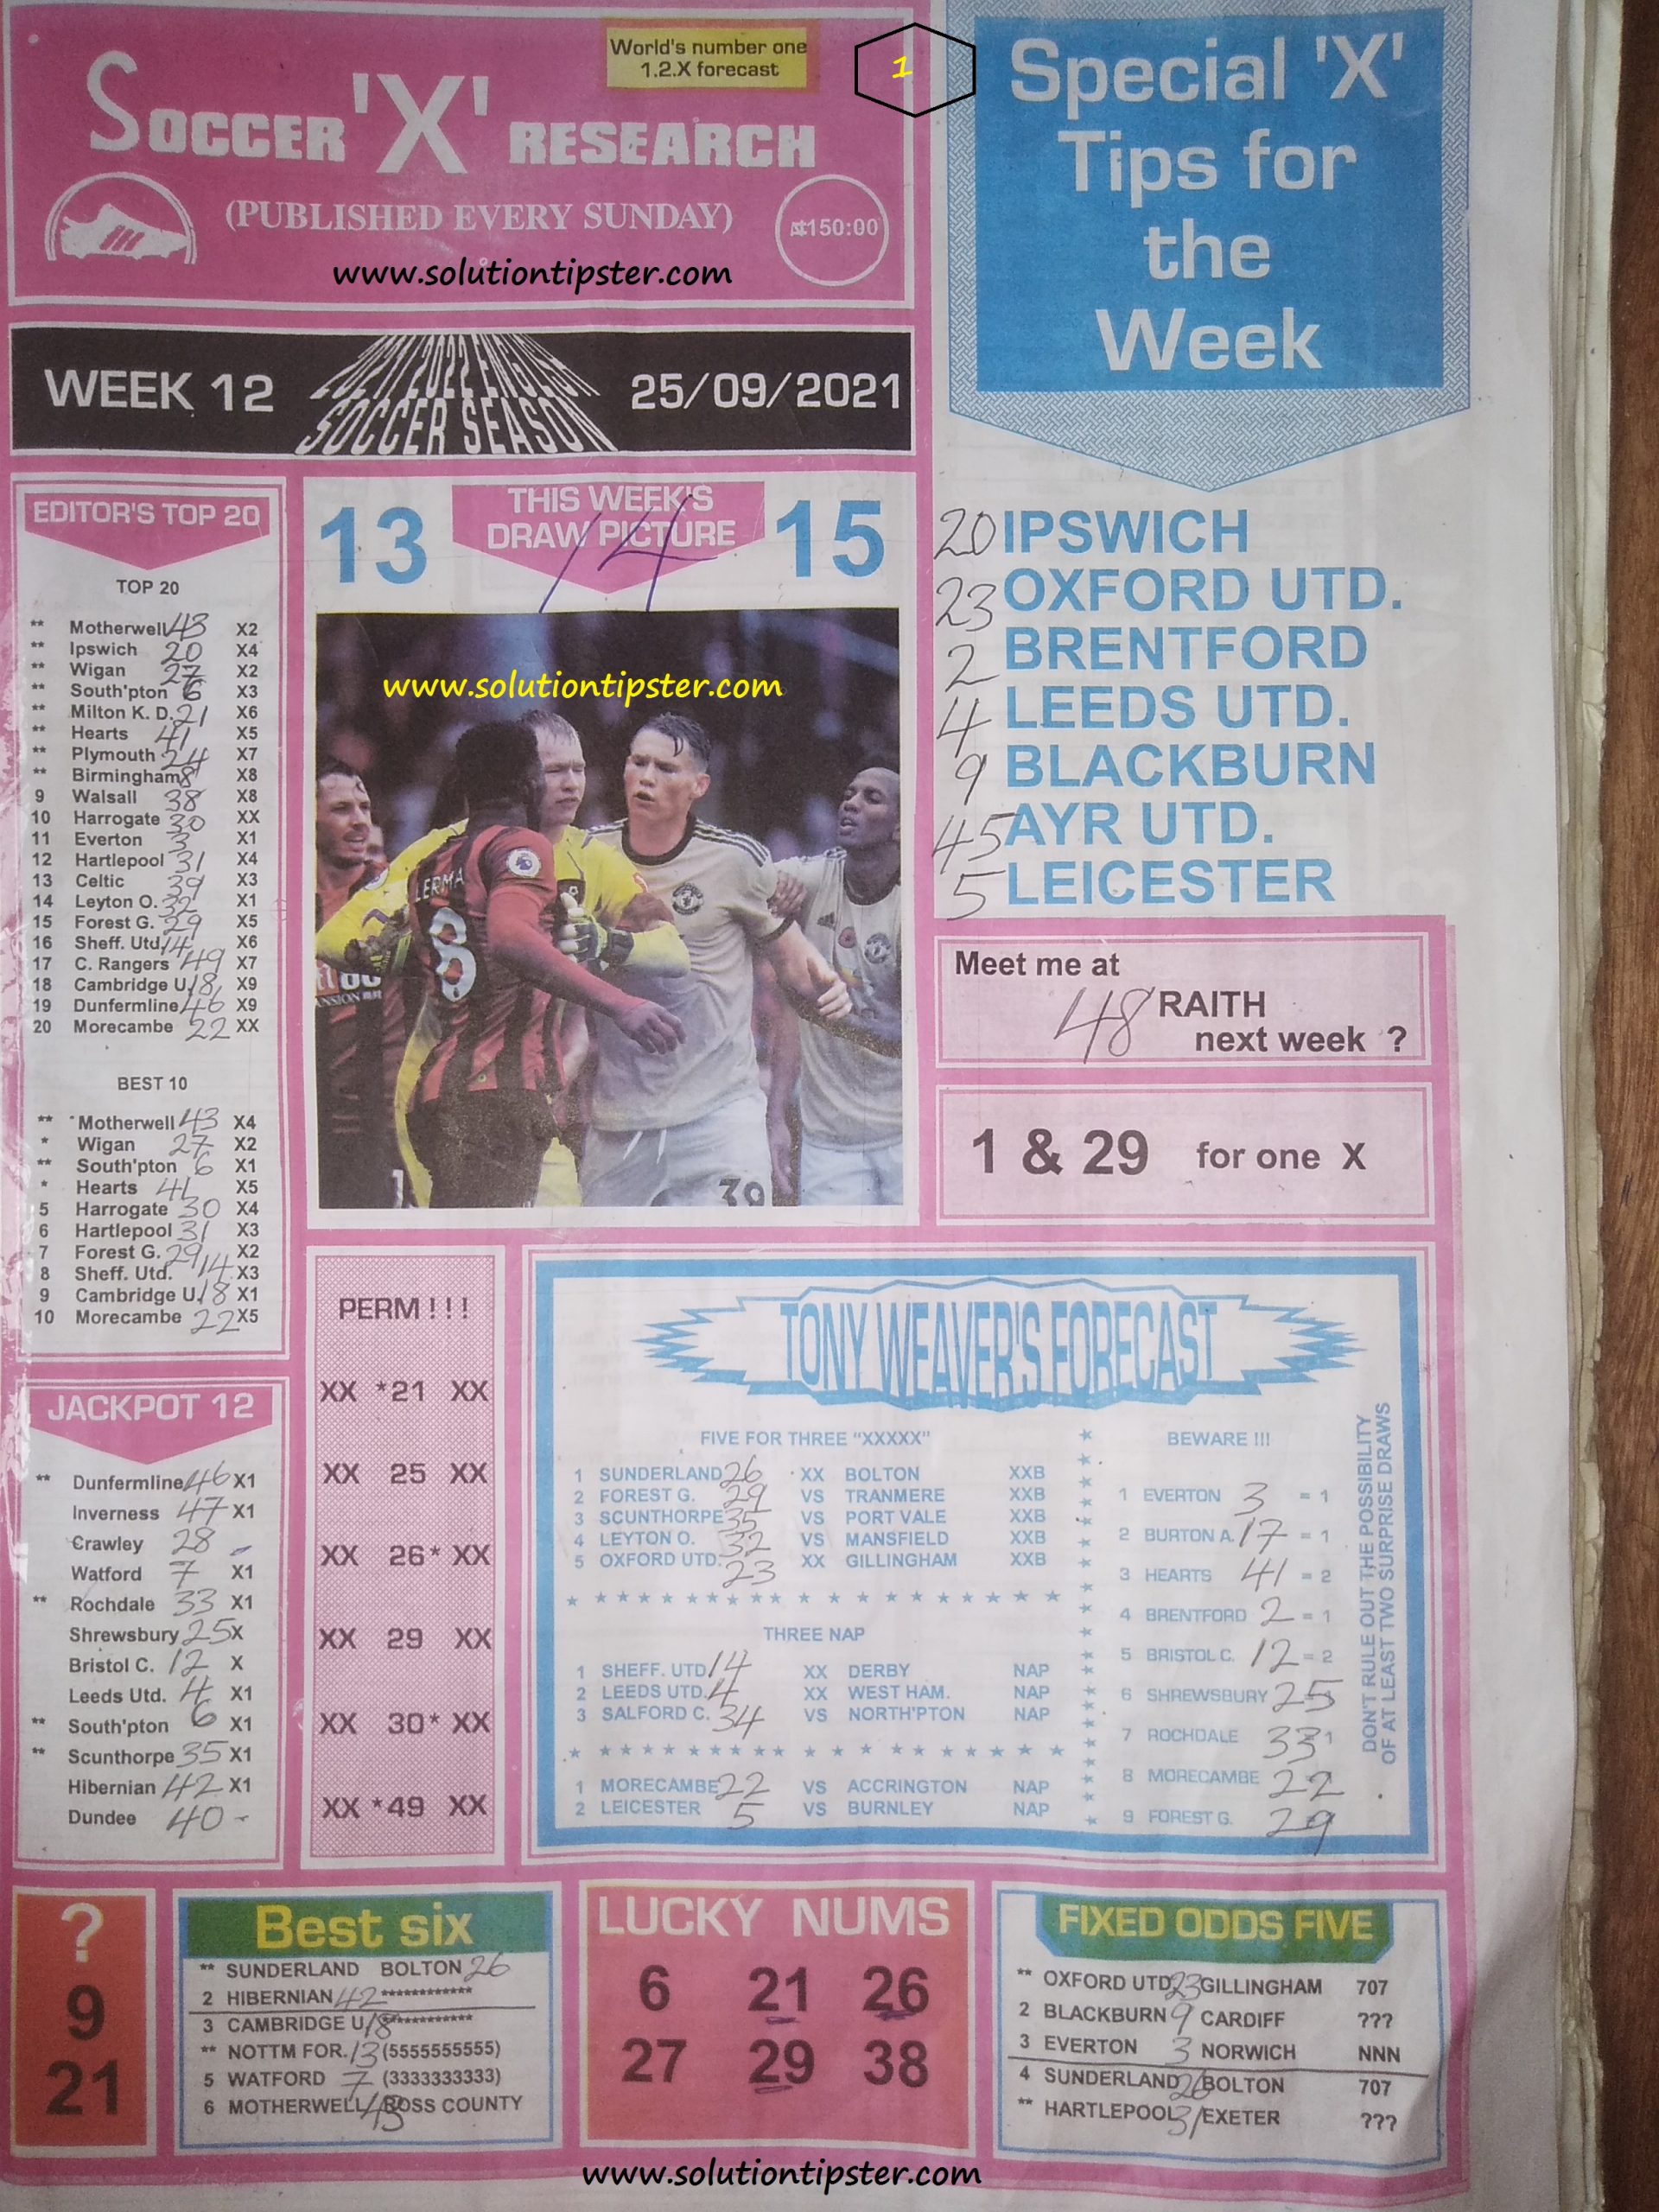 World's number one
1.2.X forecast
1
SOCCER 'X' RESEARCH
(PUBLISHED EVERY SUNDAY)
₦150:00
www.solutiontipster.com
WEEK 12
2021/2022 ENGLISH
SOCCER SEASON
25/09/2021
Special 'X'
Tips for
the
Week
EDITOR'S TOP 20
TOP 20
** Motherwell 43 X2
** Ipswich 20 X4
** Wigan 27 X2
** South'pton 6 X3
** Milton K. D. 21 X6
** Hearts 41 X5
** Plymouth 24 X7
** Birmingham 8 X8
9 Walsall 38 X8
10 Harrogate 30 XX
11 Everton 3 X1
12 Hartlepool 31 X4
13 Celtic 39 X3
14 Leyton O. 32 X1
15 Forest G. 29 X5
16 Sheff. Utd. 14 X6
17 C. Rangers 49 X7
18 Cambridge U. 18 X9
19 Dunfermline 46 X9
20 Morecambe 22 XX
BEST 10
** Motherwell 43 X4
* Wigan 27 X2
** South'pton 6 X1
* Hearts 41 X5
5 Harrogate 30 X4
6 Hartlepool 31 X3
7 Forest G. 29 X2
8 Sheff. Utd. 14 X3
9 Cambridge U. 18 X1
10 Morecambe 22 X5
13
THIS WEEK'S
DRAW PICTURE
14
15
www.solutiontipster.com
LERMA
8
39
20 IPSWICH
23 OXFORD UTD.
2 BRENTFORD
4 LEEDS UTD.
9 BLACKBURN
45 AYR UTD.
5 LEICESTER
Meet me at
48 RAITH
next week ?
1 & 29 for one X
JACKPOT 12
** Dunfermline 46 X1
Inverness 47 X1
Crawley 28
Watford 7 X1
** Rochdale 33 X1
Shrewsbury 25 X
Bristol C. 12 X
Leeds Utd. 4 X1
** South'pton 6 X1
** Scunthorpe 35 X1
Hibernian 42 X1
Dundee 40 -
PERM ! ! !
XX *21 XX
XX 25 XX
XX 26* XX
XX 29 XX
XX 30* XX
XX *49 XX
TONY WEAVER'S FORECAST
FIVE FOR THREE "XXXXX"
1 SUNDERLAND 26 XX BOLTON XXB
2 FOREST G. 29 VS TRANMERE XXB
3 SCUNTHORPE 35 VS PORT VALE XXB
4 LEYTON O. 32 VS MANSFIELD XXB
5 OXFORD UTD. 23 XX GILLINGHAM XXB
THREE NAP
1 SHEFF. UTD 14 XX DERBY NAP
2 LEEDS UTD. 4 XX WEST HAM. NAP
3 SALFORD C. 34 VS NORTH'PTON NAP
1 MORECAMBE 22 VS ACCRINGTON NAP
2 LEICESTER 5 VS BURNLEY NAP
BEWARE !!!
1 EVERTON 3 = 1
2 BURTON A. 17 = 1
3 HEARTS 41 = 2
4 BRENTFORD 2 = 1
5 BRISTOL C. 12 = 2
6 SHREWSBURY 25
7 ROCHDALE 33 1
8 MORECAMBE 22
9 FOREST G. 29
DON'T RULE OUT THE POSSIBILITY
OF AT LEAST TWO SURPRISE DRAWS
?
9
21
Best six
** SUNDERLAND BOLTON 26
2 HIBERNIAN 42 ************
3 CAMBRIDGE U. 18 ***********
** NOTTM FOR. 13 (5555555555)
5 WATFORD 7 (3333333333)
6 MOTHERWELL 43 ROSS COUNTY
LUCKY NUMS
6 21 26
27 29 38
FIXED ODDS FIVE
** OXFORD UTD 23 GILLINGHAM 707
2 BLACKBURN 9 CARDIFF ???
3 EVERTON 3 NORWICH NNN
4 SUNDERLAND 26 BOLTON 707
** HARTLEPOOL 31 EXETER ???
www.solutiontipster.com